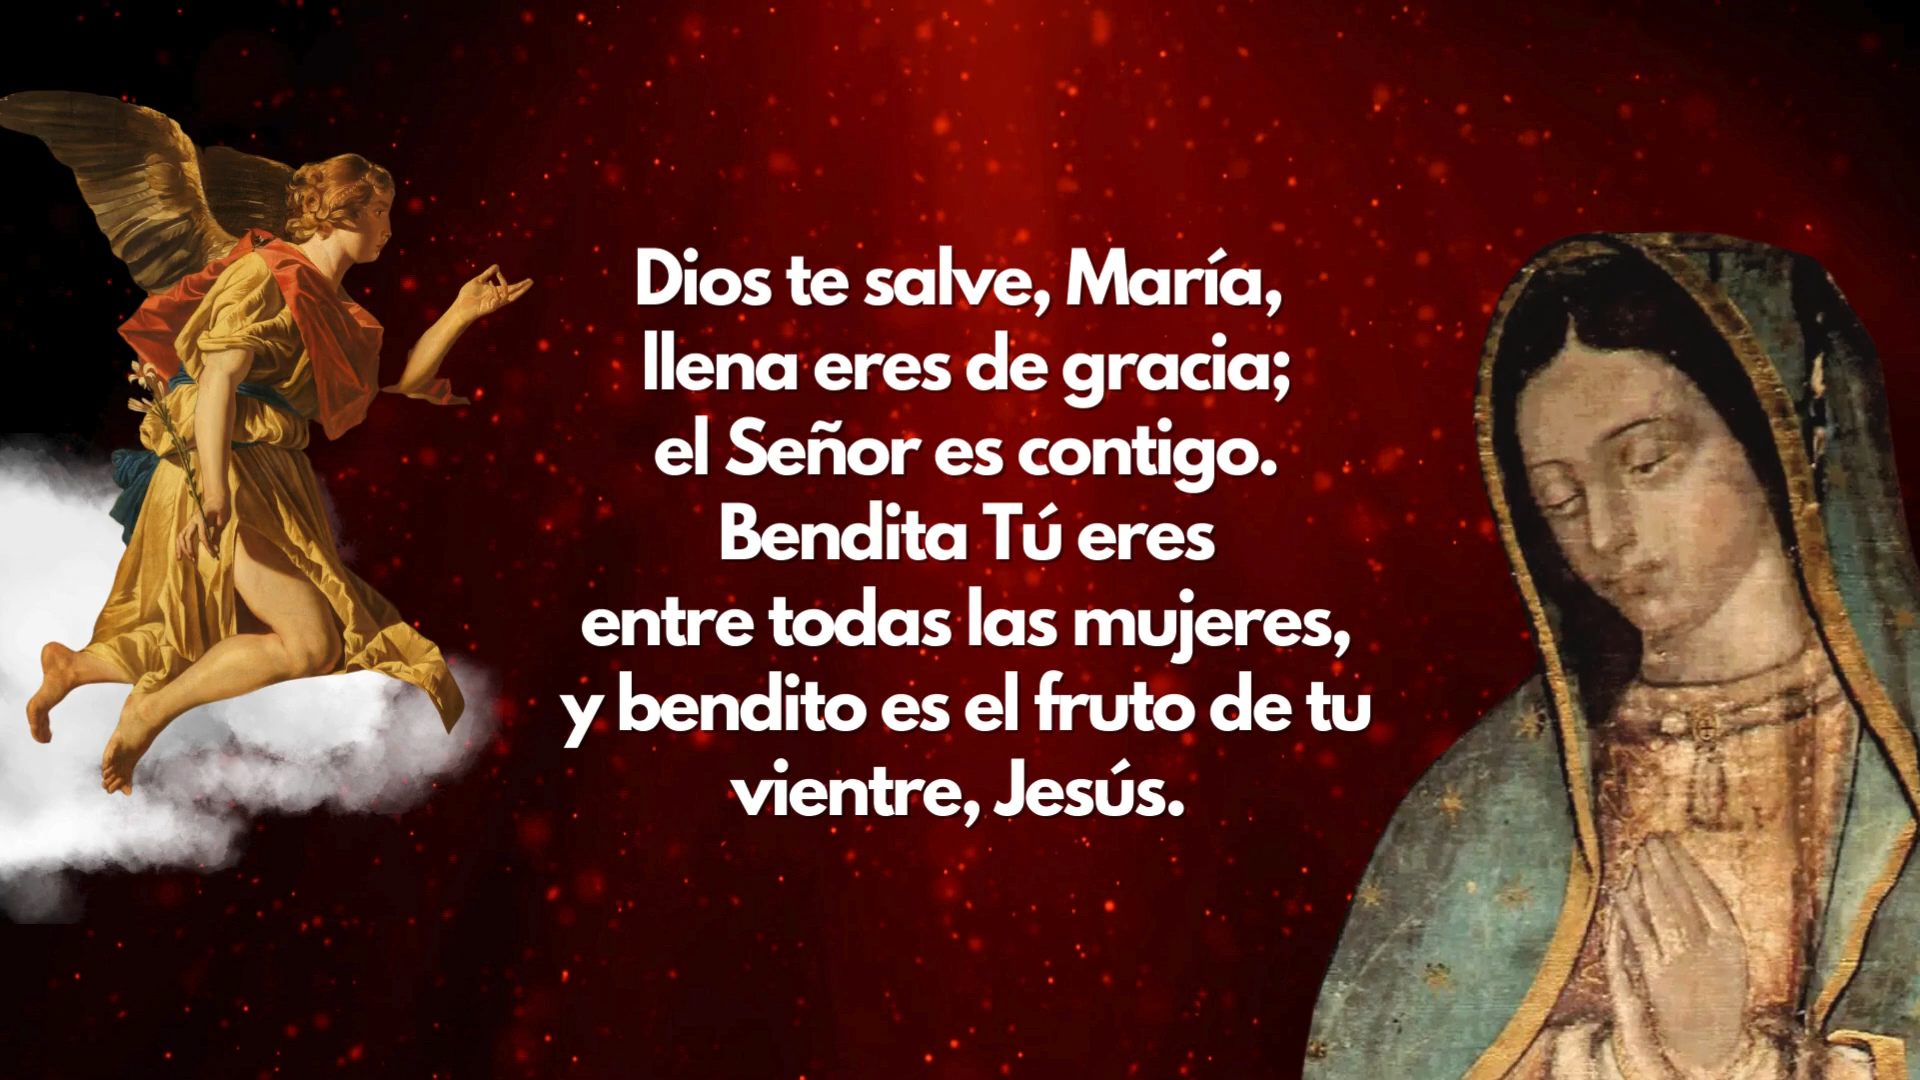 Dios te salve, María,
llena eres de gracia;
el Señor es contigo.
Bendita Tú eres
entre todas las mujeres,
y bendito es el fruto de tu
vientre, Jesús.